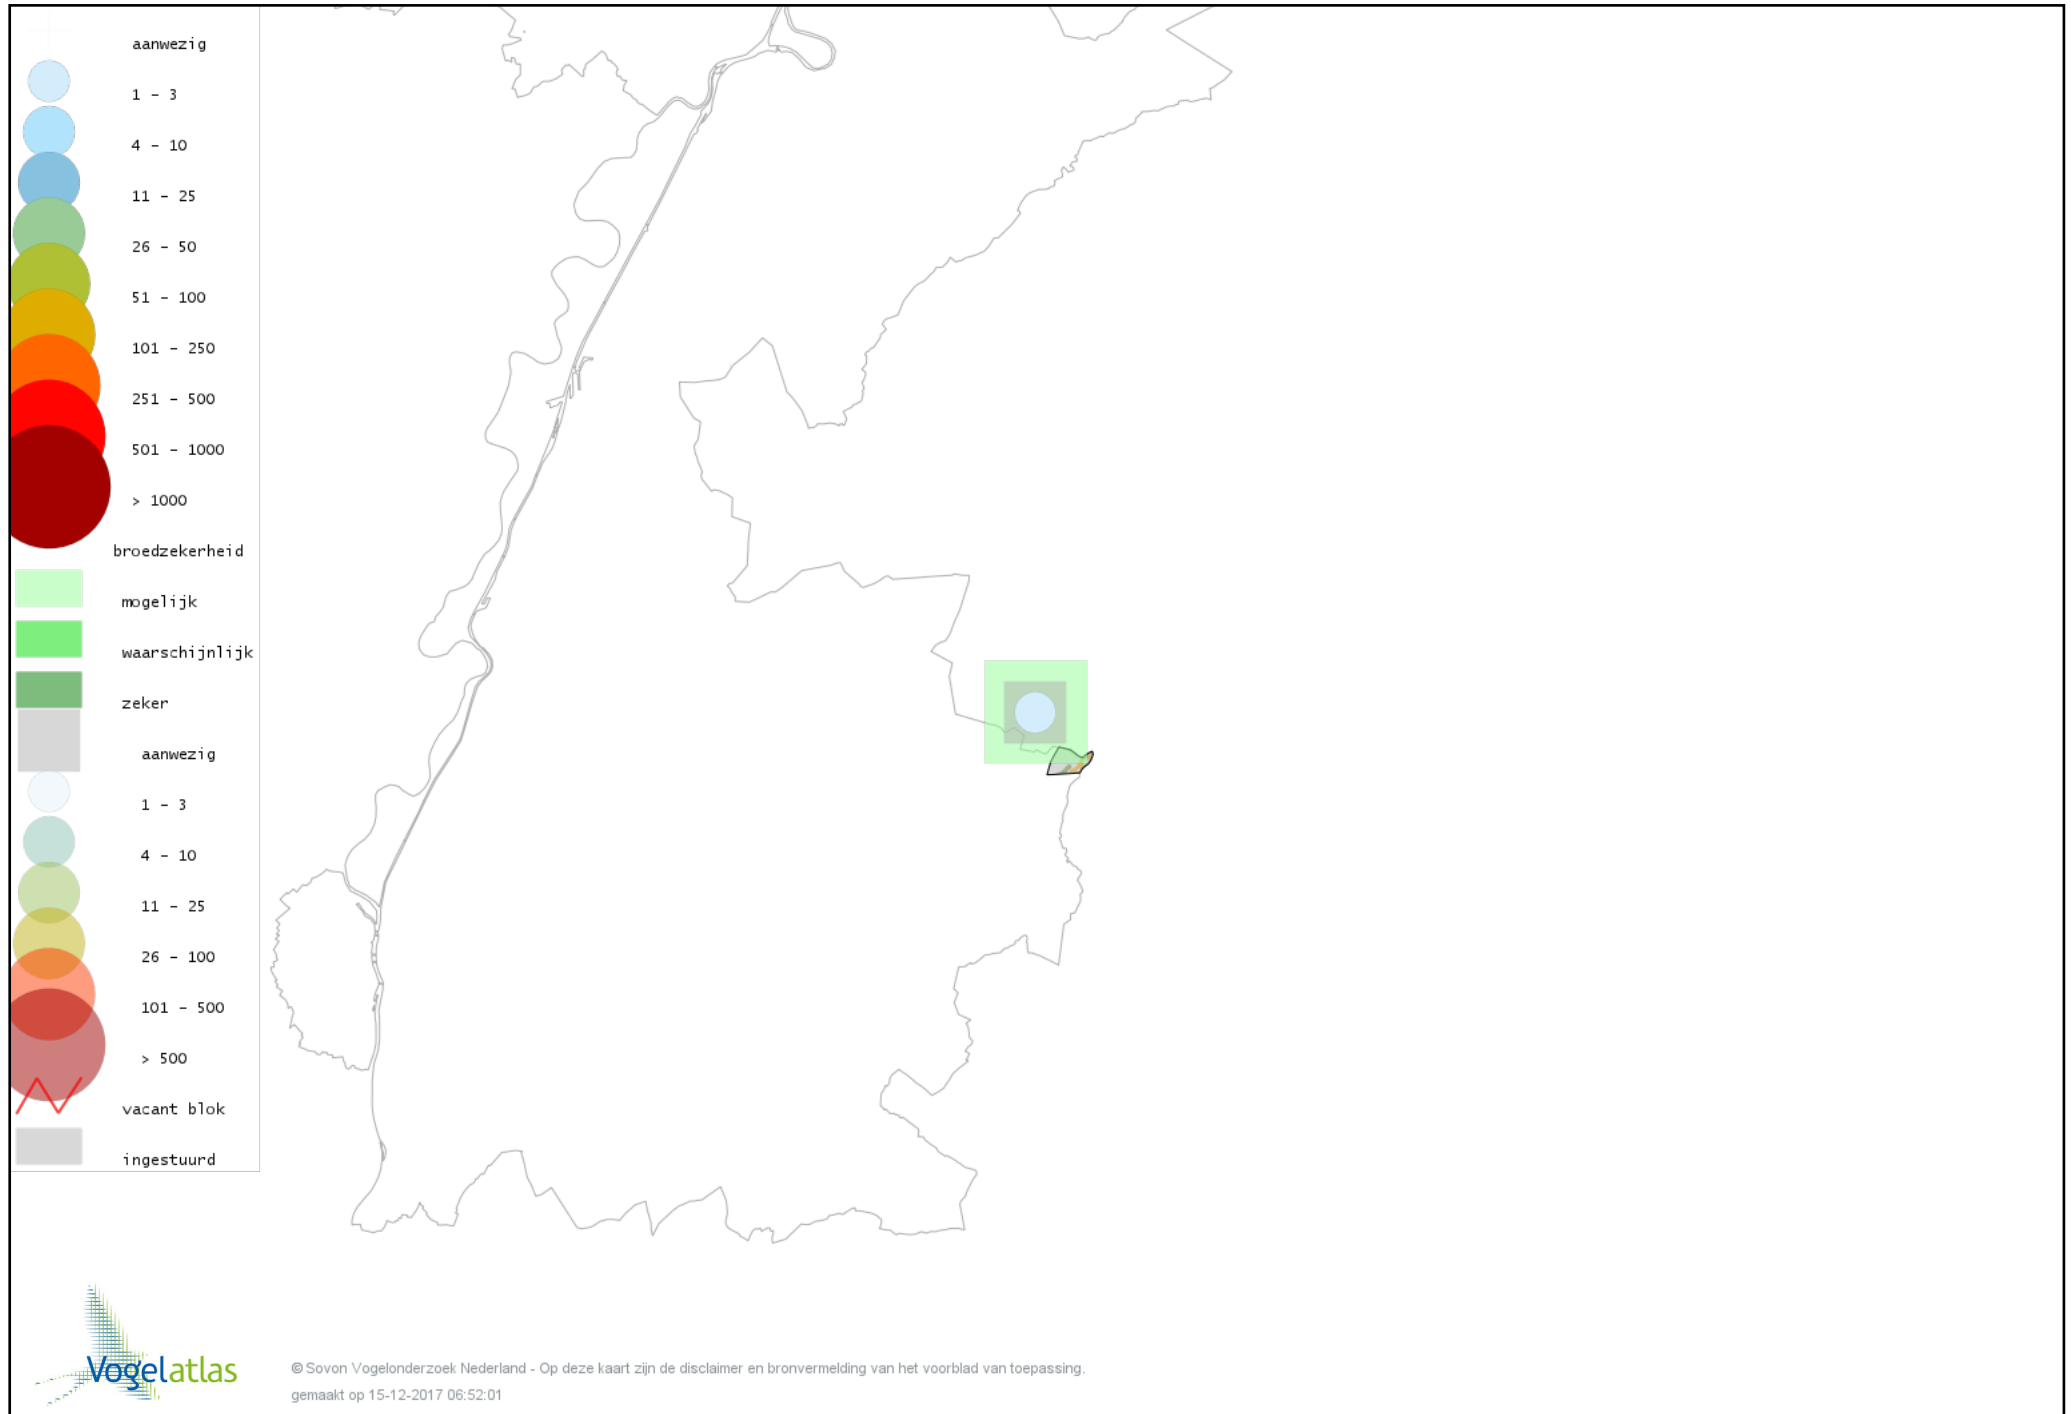 aanwezig
1 - 3
4 - 10
11 - 25
26 - 50
51 - 100
101 - 250
251 - 500
501 - 1000
> 1000
broedzekerheid
mogelijk
waarschijnlijk
zeker
aanwezig
1 - 3
4 - 10
11 - 25
26 - 100
101 - 500
> 500
vacant blok
ingestuurd
Vogelatlas
© Sovon Vogelonderzoek Nederland - Op deze kaart zijn de disclaimer en bronvermelding van het voorblad van toepassing.
gemaakt op 15-12-2017 06:52:01